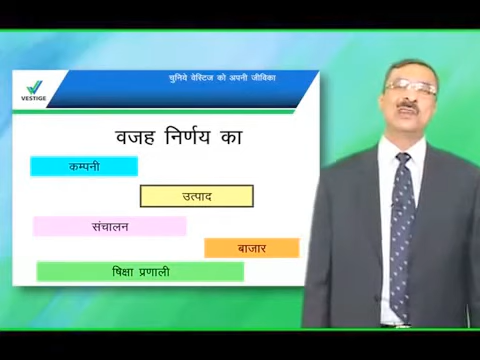 चुनिये वेस्टिज को अपनी जीविका
VESTIGE
वजह निर्णय का
कम्पनी
उत्पाद
संचालन
बाजार
षिक्षा प्रणाली